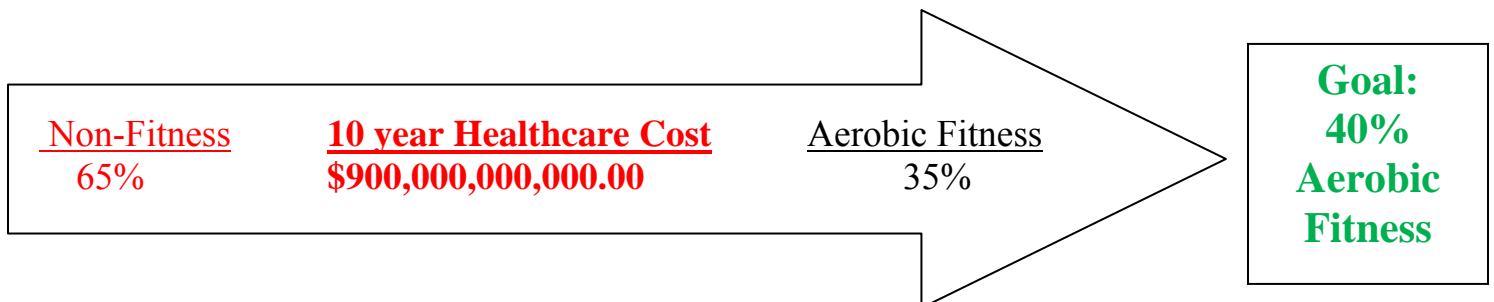 Non-Fitness
65%
10 year Healthcare Cost
$900,000,000,000.00
Aerobic Fitness
35%
Goal:
40%
Aerobic
Fitness